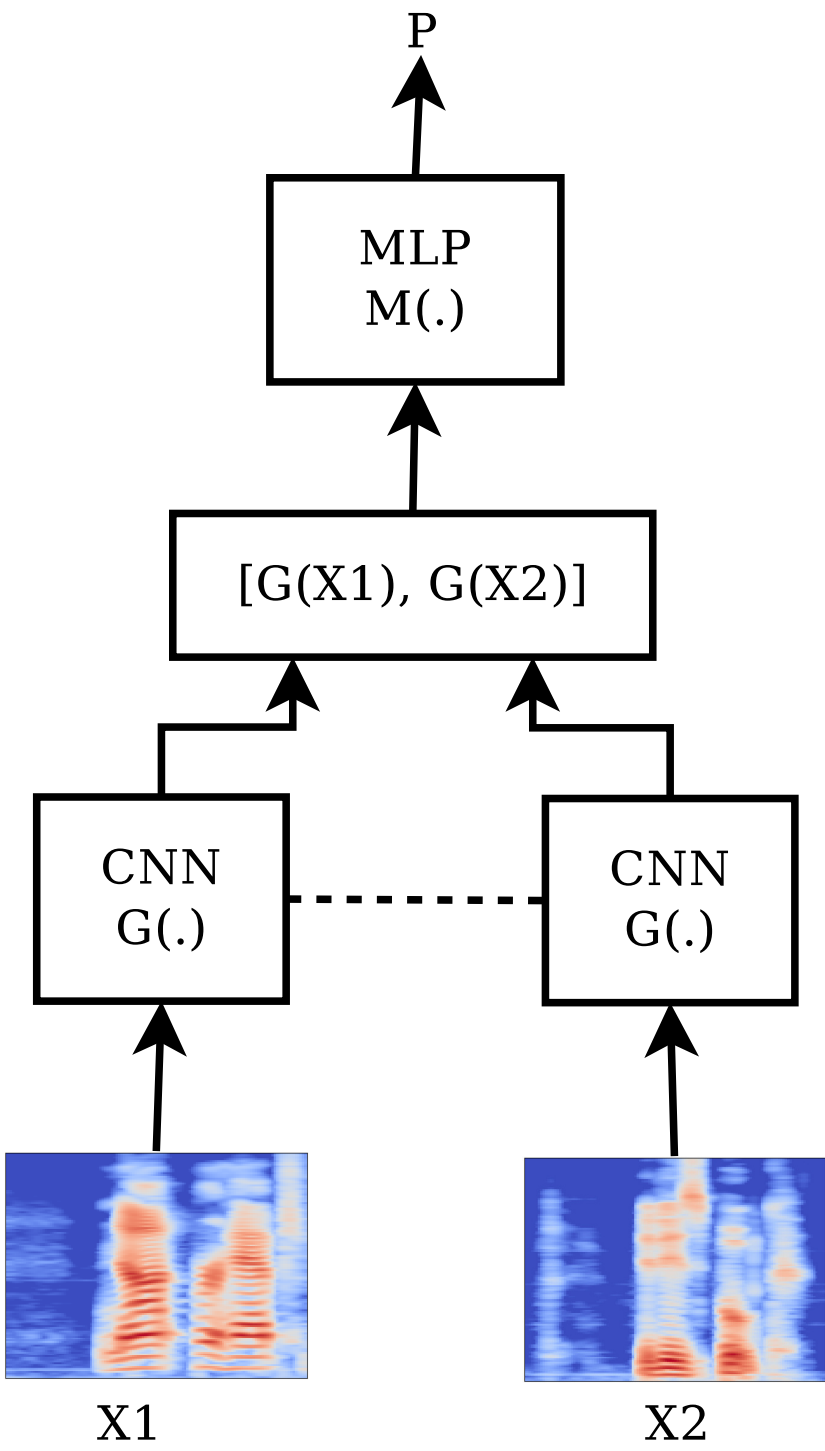 P
MLP
M(.)
[G(X1), G(X2)]
CNN
G(.)
CNN
G(.)
X1
X2